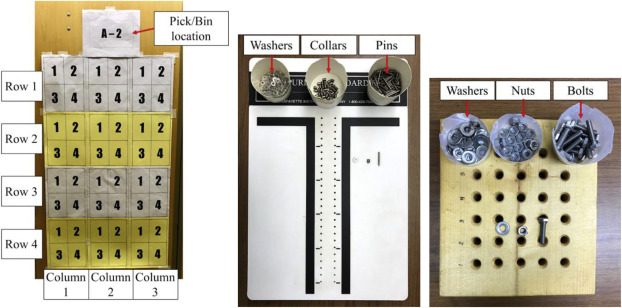 A-2
Pick/Bin
location
Row 1
1 2 1 2 1 2
3 4 3 4 3 4
Row 2
1 2 1 2 1 2
3 4 3 4 3 4
Row 3
1 2 1 2 1 2
3 4 3 4 3 4
Row 4
1 2 1 2 1 2
3 4 3 4 3 4
Column 1
Column 2
Column 3
Washers
Collars
Pins
LAFAYETTE
Washers
Nuts
Bolts